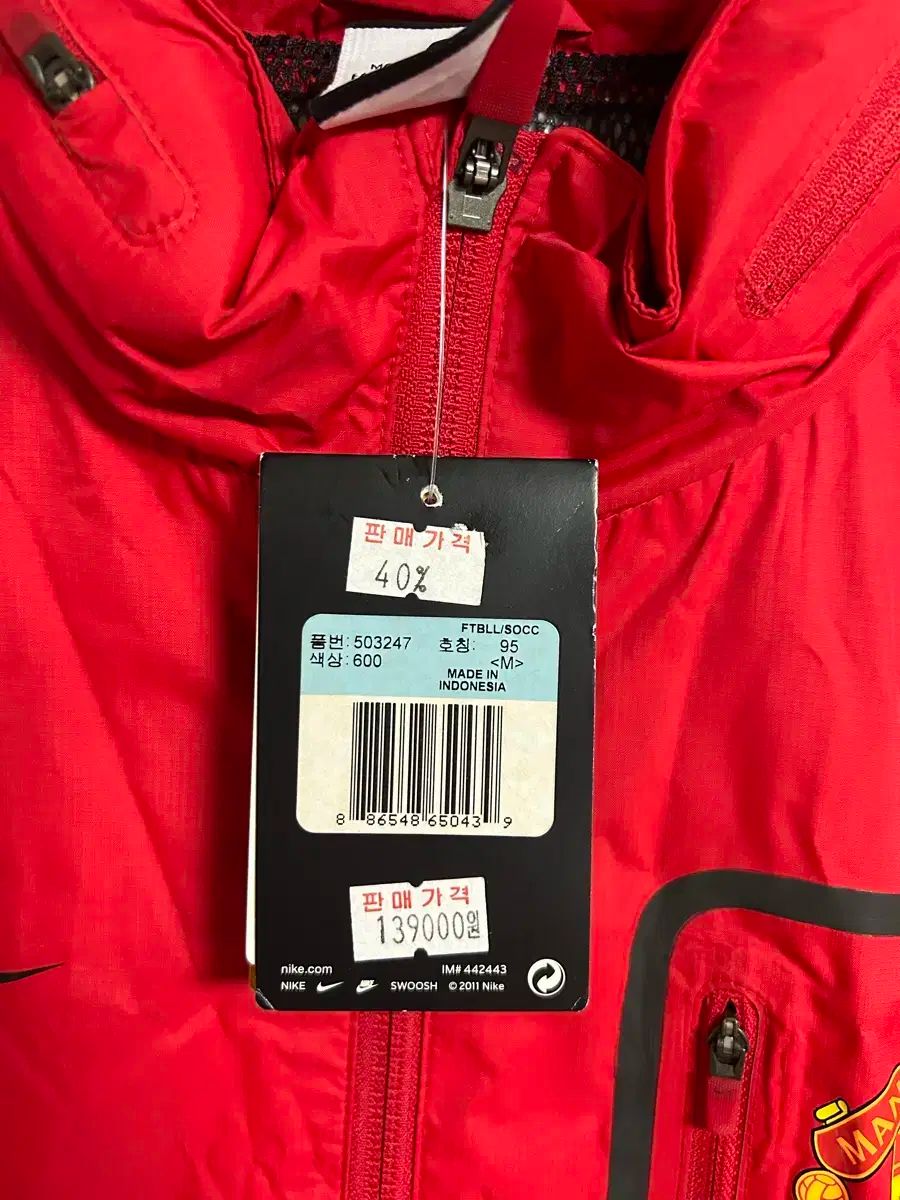 판매가격
40%
FTBLL/SOCC
품번: 503247 호칭: 95
색상: 600 <M>
MADE IN
INDONESIA
8 86548 65043 9
판매가격
139000원
nike.com IM# 442443
NIKE SWOOSH © 2011 Nike
MAN